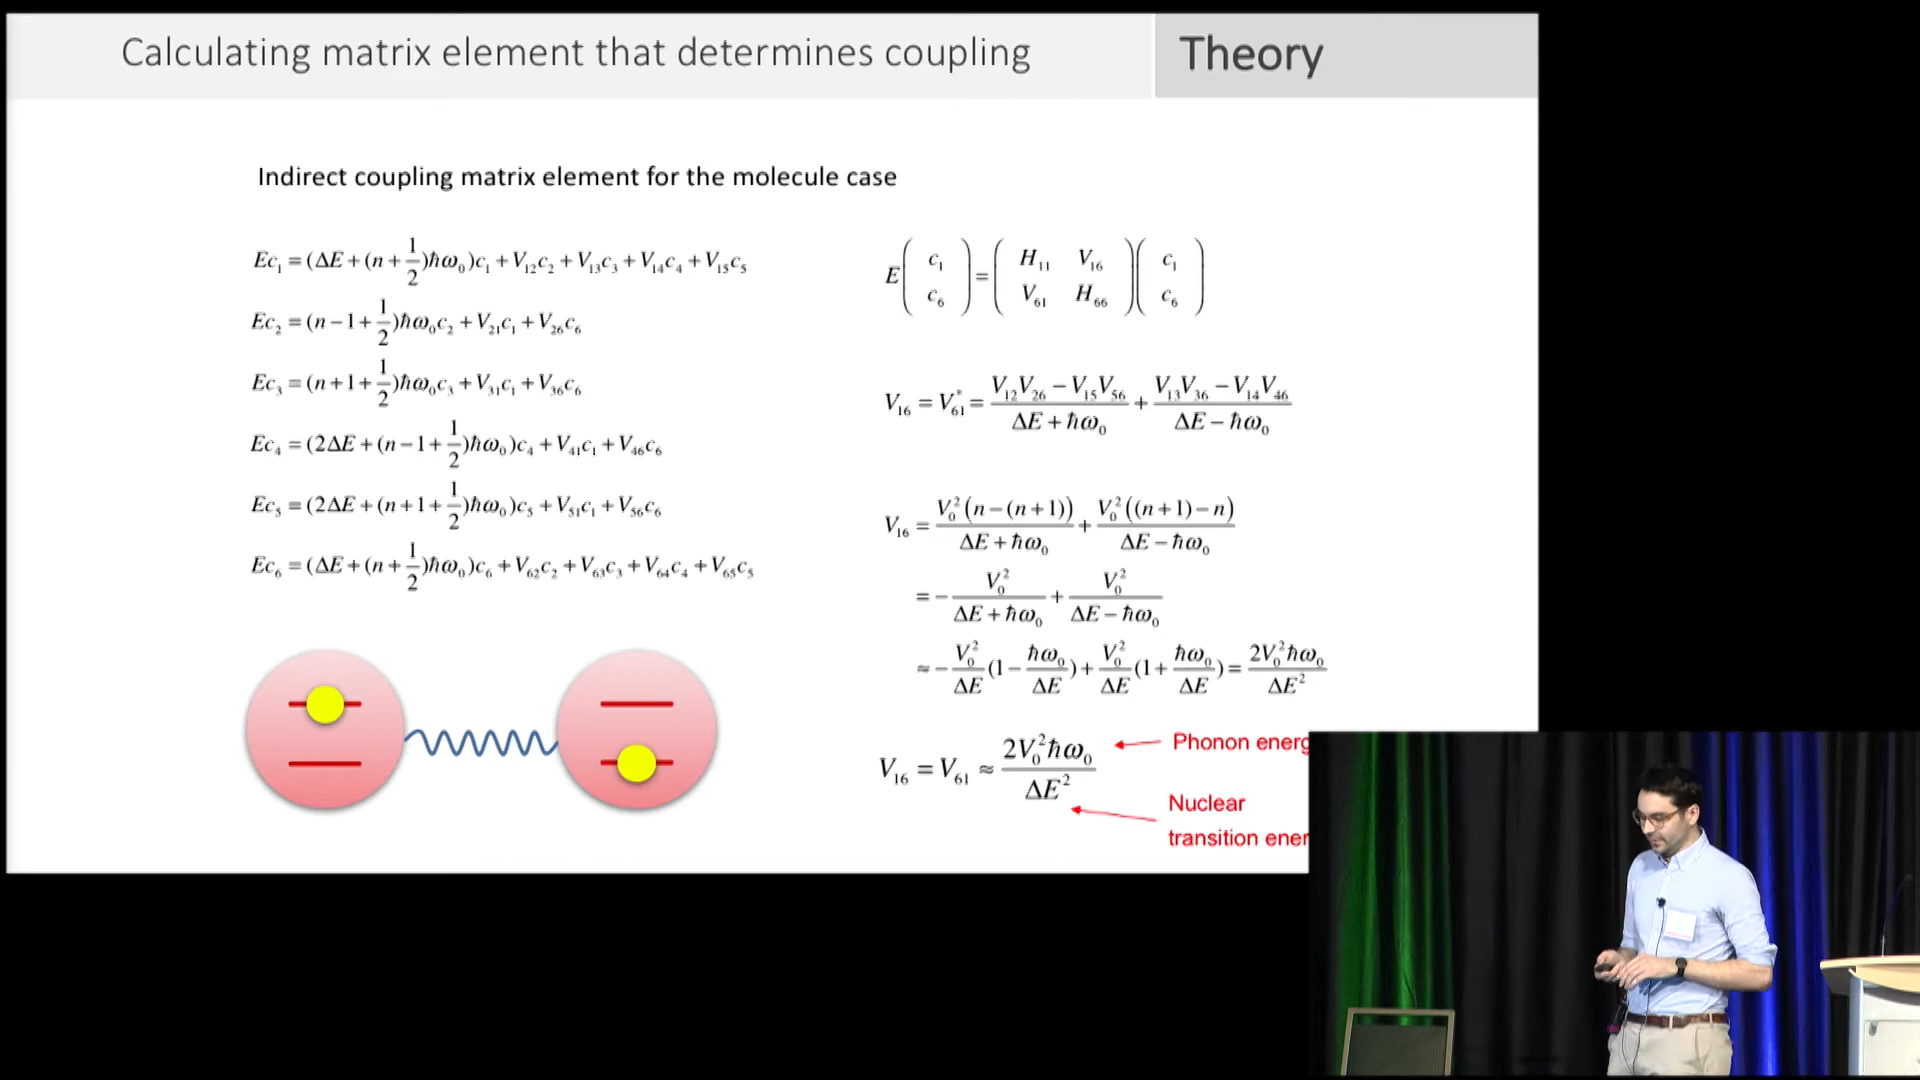 Calculating matrix element that determines coupling
Theory
Indirect coupling matrix element for the molecule case
Ec₁ = (ΔE + (n + 1/2)ħω₀)c₁ + V₁₂c₂ + V₁₃c₃ + V₁₄c₄ + V₁₅c₅
Ec₂ = (n − 1 + 1/2)ħω₀c₂ + V₂₁c₁ + V₂₆c₆
Ec₃ = (n + 1 + 1/2)ħω₀c₃ + V₃₁c₁ + V₃₆c₆
Ec₄ = (2ΔE + (n − 1 + 1/2)ħω₀)c₄ + V₄₁c₁ + V₄₆c₆
Ec₅ = (2ΔE + (n + 1 + 1/2)ħω₀)c₅ + V₅₁c₁ + V₅₆c₆
Ec₆ = (ΔE + (n + 1/2)ħω₀)c₆ + V₆₂c₂ + V₆₃c₃ + V₆₄c₄ + V₆₅c₅
E (c₁ c₆) = (H₁₁ V₁₆ V₆₁ H₆₆) (c₁ c₆)
V₁₆ = V₆₁* = (V₁₂V₂₆ − V₁₅V₅₆)/(ΔE + ħω₀) + (V₁₃V₃₆ − V₁₄V₄₆)/(ΔE − ħω₀)
V₁₆ = V₀²(n − (n + 1))/(ΔE + ħω₀) + V₀²((n + 1) − n)/(ΔE − ħω₀)
= − V₀²/(ΔE + ħω₀) + V₀²/(ΔE − ħω₀)
≈ − V₀²/ΔE (1 − ħω₀/ΔE) + V₀²/ΔE (1 + ħω₀/ΔE) = 2V₀²ħω₀/ΔE²
V₁₆ = V₆₁ ≈ 2V₀²ħω₀/ΔE²
Phonon energ
Nuclear
transition ener